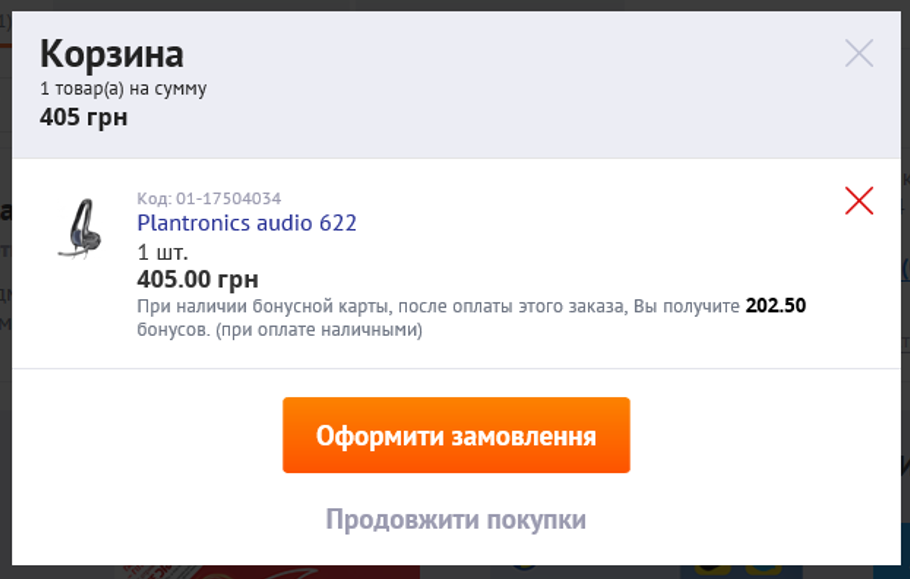 Корзина
1 товар(а) на сумму
405 грн
Код: 01-17504034
Plantronics audio 622
1 шт.
405.00 грн
При наличии бонусной карты, после оплаты этого заказа, Вы получите 202.50
бонусов. (при оплате наличными)
Оформити замовлення
Продовжити покупки